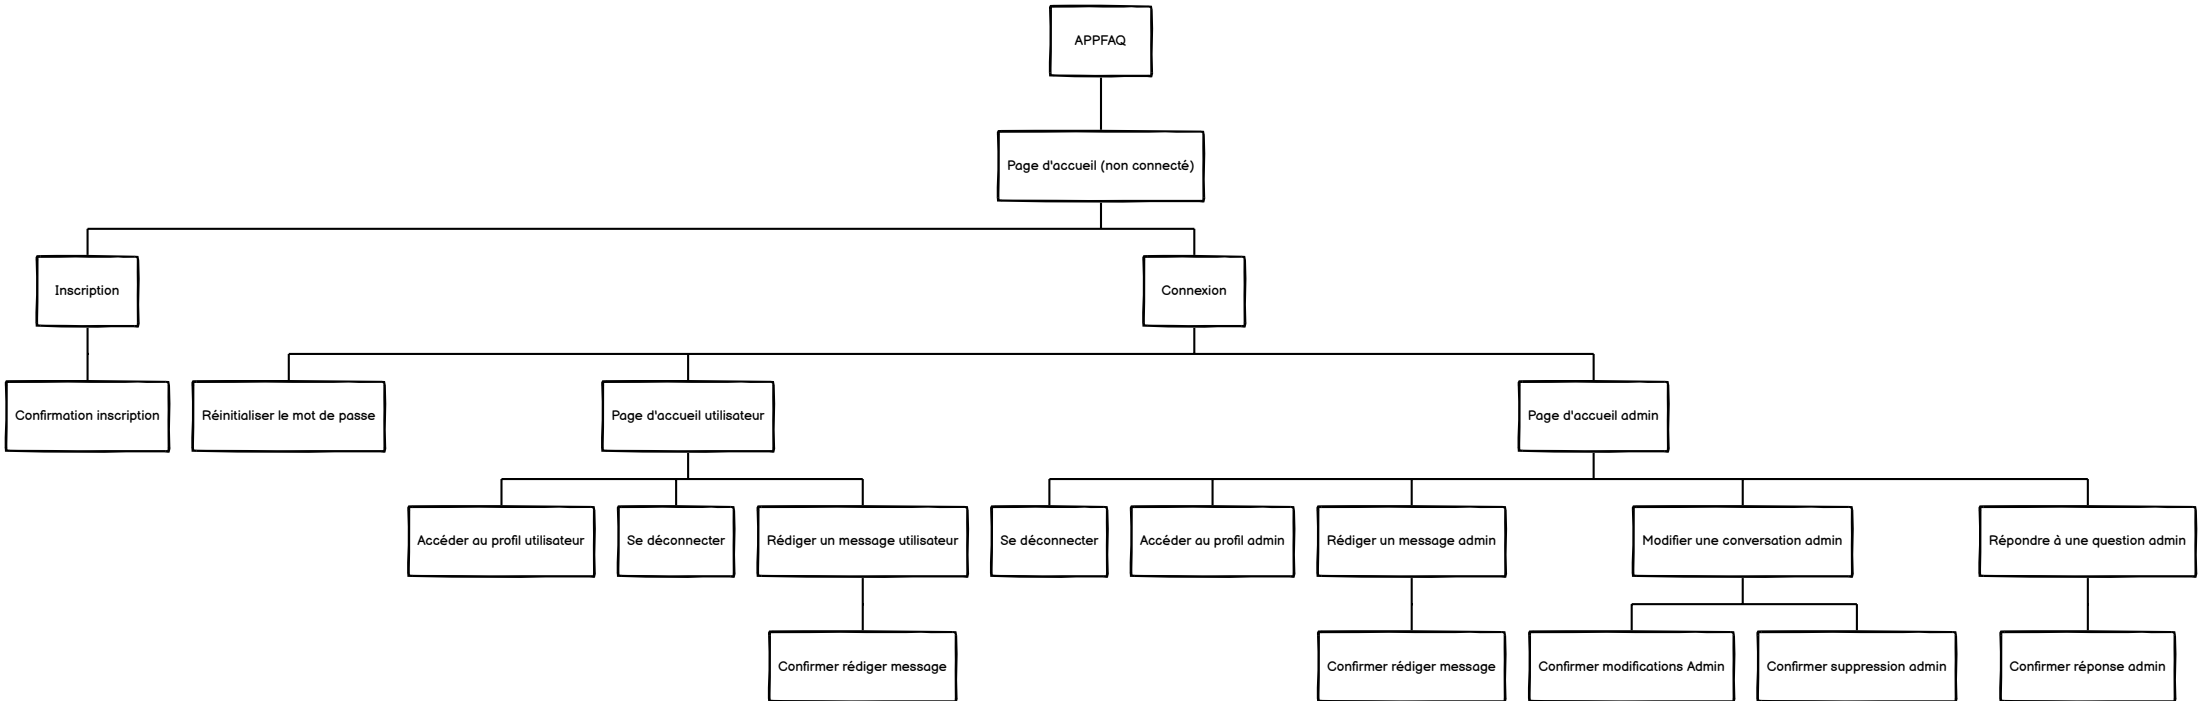 APPFAQ
Page d'accueil (non connecté)
Inscription
Connexion
Confirmation inscription
Réinitialiser le mot de passe
Page d'accueil utilisateur
Page d'accueil admin
Accéder au profil utilisateur
Se déconnecter
Rédiger un message utilisateur
Se déconnecter
Accéder au profil admin
Rédiger un message admin
Modifier une conversation admin
Répondre à une question admin
Confirmer rédiger message
Confirmer rédiger message
Confirmer modifications Admin
Confirmer suppression admin
Confirmer réponse admin